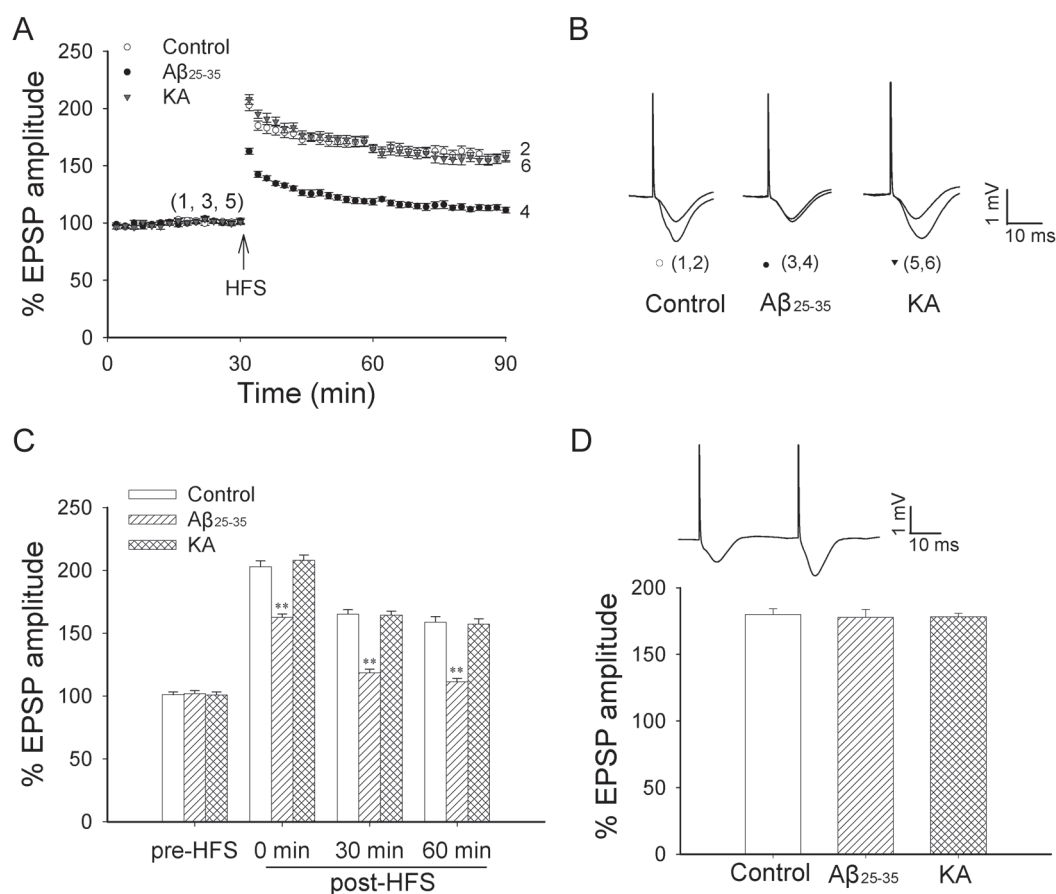 A
% EPSP amplitude
250
200
150
100
50
0
Control
Aβ25-35
KA
(1, 3, 5)
HFS
2
6
4
0 30 60 90
Time (min)
B
(1,2) (3,4) (5,6)
Control Aβ25-35 KA
1 mV
10 ms
C
% EPSP amplitude
250
200
150
100
50
0
Control
Aβ25-35
KA
** ** **
pre-HFS 0 min 30 min 60 min
post-HFS
D
1 mV
10 ms
% EPSP amplitude
200
150
100
50
0
Control Aβ25-35 KA